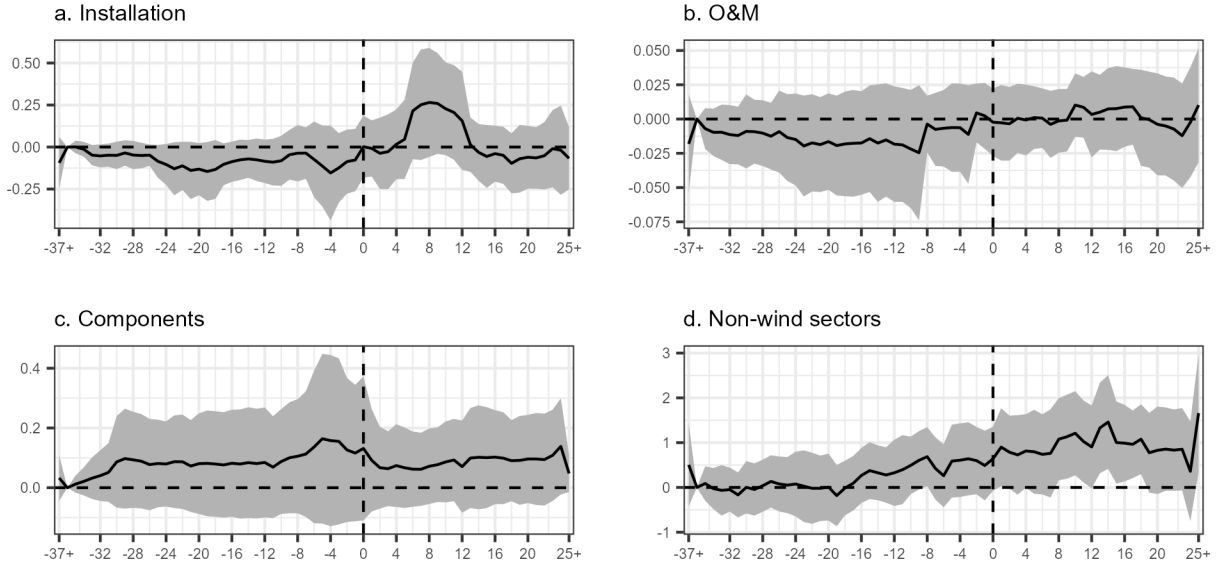 a. Installation
0.50
0.25
0.00
-0.25
-37+ -32 -28 -24 -20 -16 -12 -8 -4 0 4 8 12 16 20 25+
b. O&M
0.050
0.025
0.000
-0.025
-0.050
-0.075
-37+ -32 -28 -24 -20 -16 -12 -8 -4 0 4 8 12 16 20 25+
c. Components
0.4
0.2
0.0
-37+ -32 -28 -24 -20 -16 -12 -8 -4 0 4 8 12 16 20 25+
d. Non-wind sectors
3
2
1
0
-1
-37+ -32 -28 -24 -20 -16 -12 -8 -4 0 4 8 12 16 20 25+